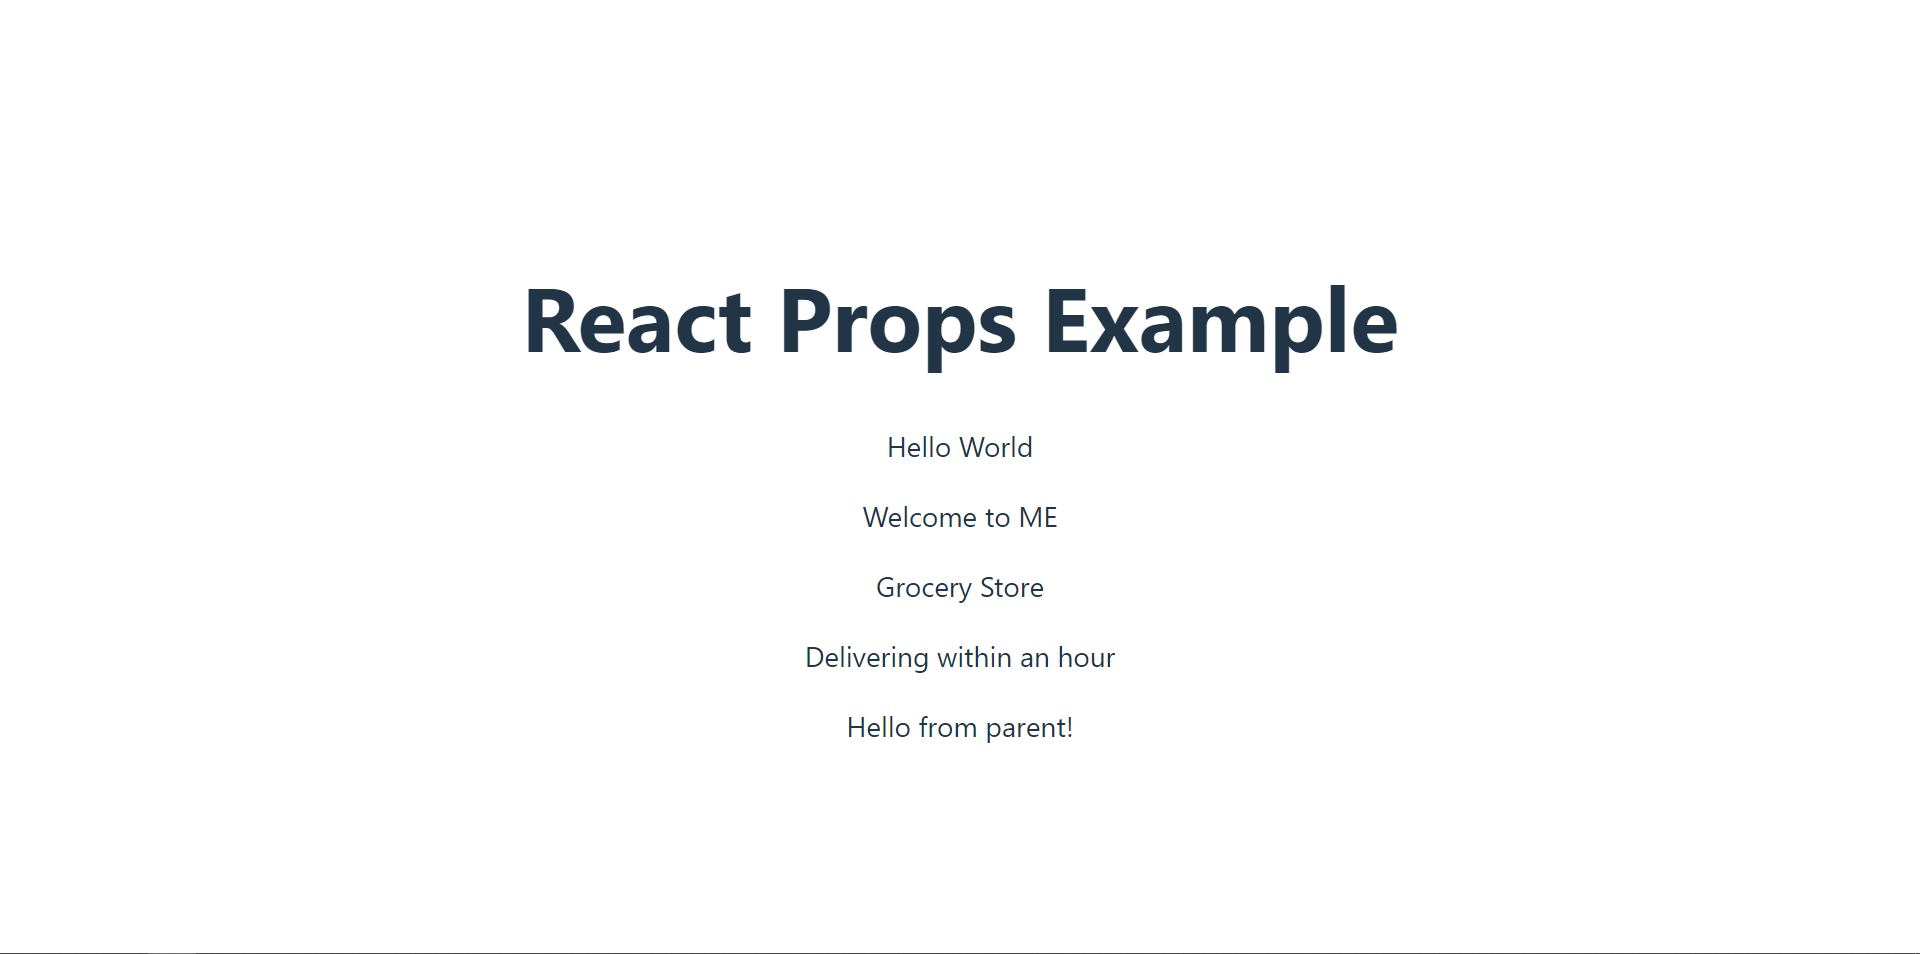 React Props Example
Hello World
Welcome to ME
Grocery Store
Delivering within an hour
Hello from parent!